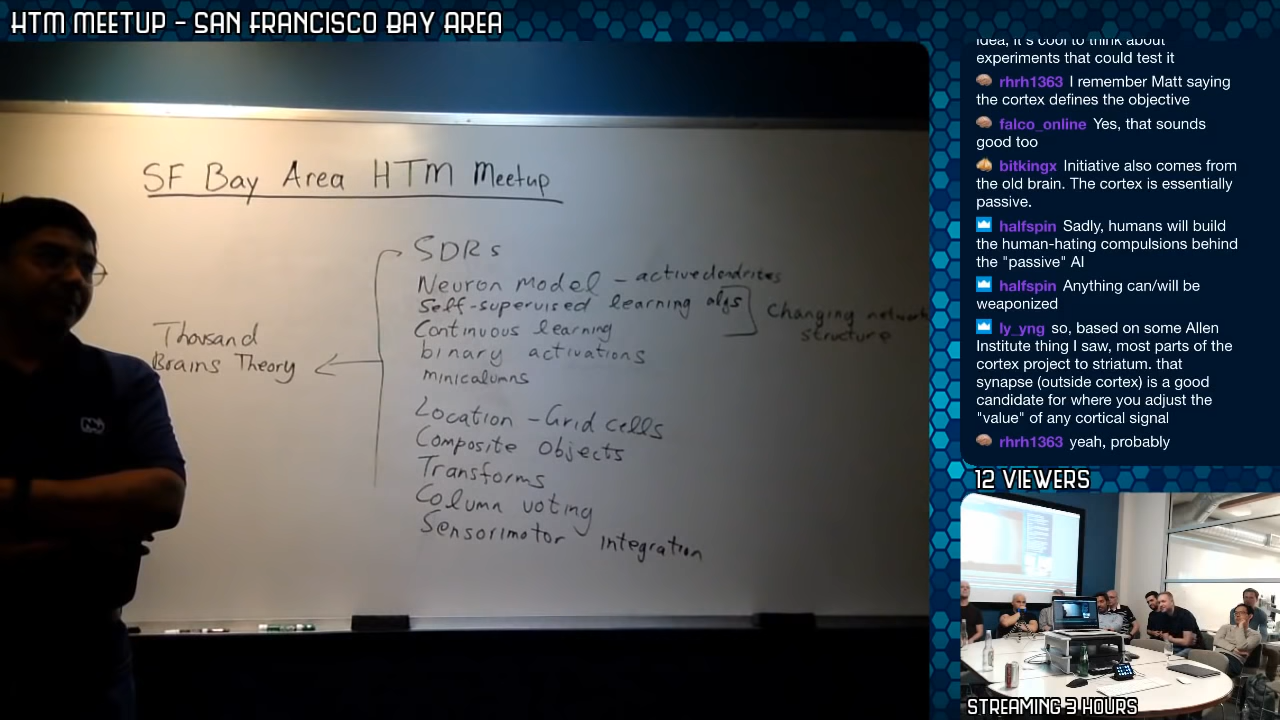 HTM MEETUP - SAN FRANCISCO BAY AREA
SF Bay Area HTM Meetup
SDRs
Neuron model - active dendrites
Self-supervised learning algs
Continuous learning
Changing network
structure
binary activations
minicalumns
Thousand
Brains Theory
Location - Grid cells
Composite Objects
Transforms
Column voting
Sensorimotor integration
idea, it's cool to think about
experiments that could test it
rhrh1363 I remember Matt saying
the cortex defines the objective
falco_online Yes, that sounds
good too
bitkingx Initiative also comes from
the old brain. The cortex is essentially
passive.
halfspin Sadly, humans will build
the human-hating compulsions behind
the "passive" AI
halfspin Anything can/will be
weaponized
ly_yng so, based on some Allen
Institute thing I saw, most parts of the
cortex project to striatum. that
synapse (outside cortex) is a good
candidate for where you adjust the
"value" of any cortical signal
rhrh1363 yeah, probably
12 VIEWERS
STREAMING 3 HOURS